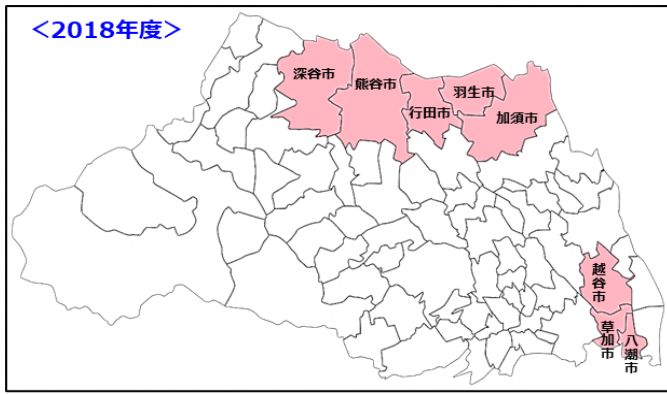 <2018年度>
深谷市
熊谷市
行田市
羽生市
加須市
越谷市
草加市
八潮市